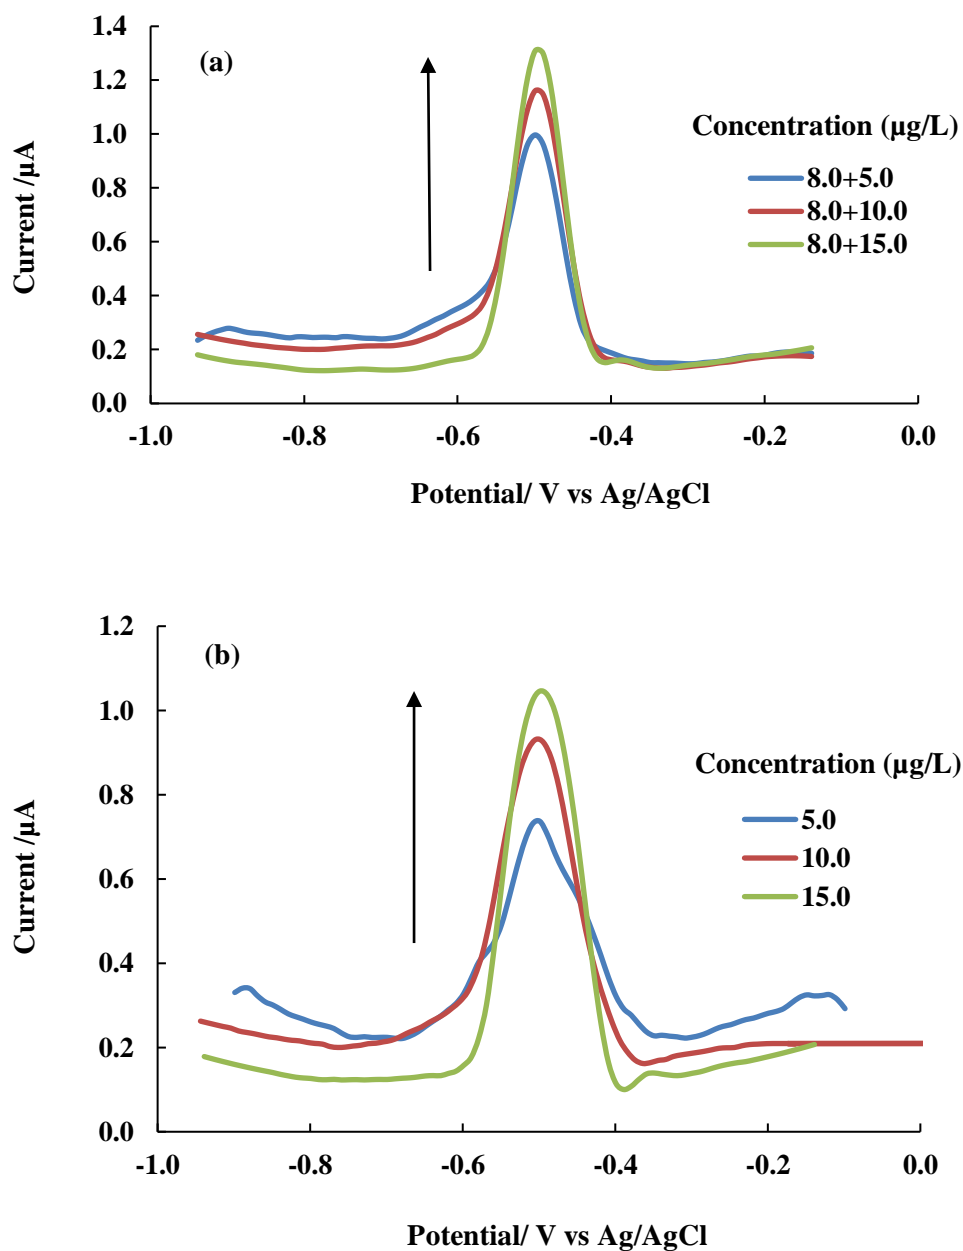 (a)
Current /µA
1.4
1.2
1.0
0.8
0.6
0.4
0.2
0.0
-1.0 -0.8 -0.6 -0.4 -0.2 0.0
Potential/ V vs Ag/AgCl
Concentration (µg/L)
8.0+5.0
8.0+10.0
8.0+15.0
(b)
Current /µA
1.2
1.0
0.8
0.6
0.4
0.2
0.0
-1.0 -0.8 -0.6 -0.4 -0.2 0.0
Potential/ V vs Ag/AgCl
Concentration (µg/L)
5.0
10.0
15.0